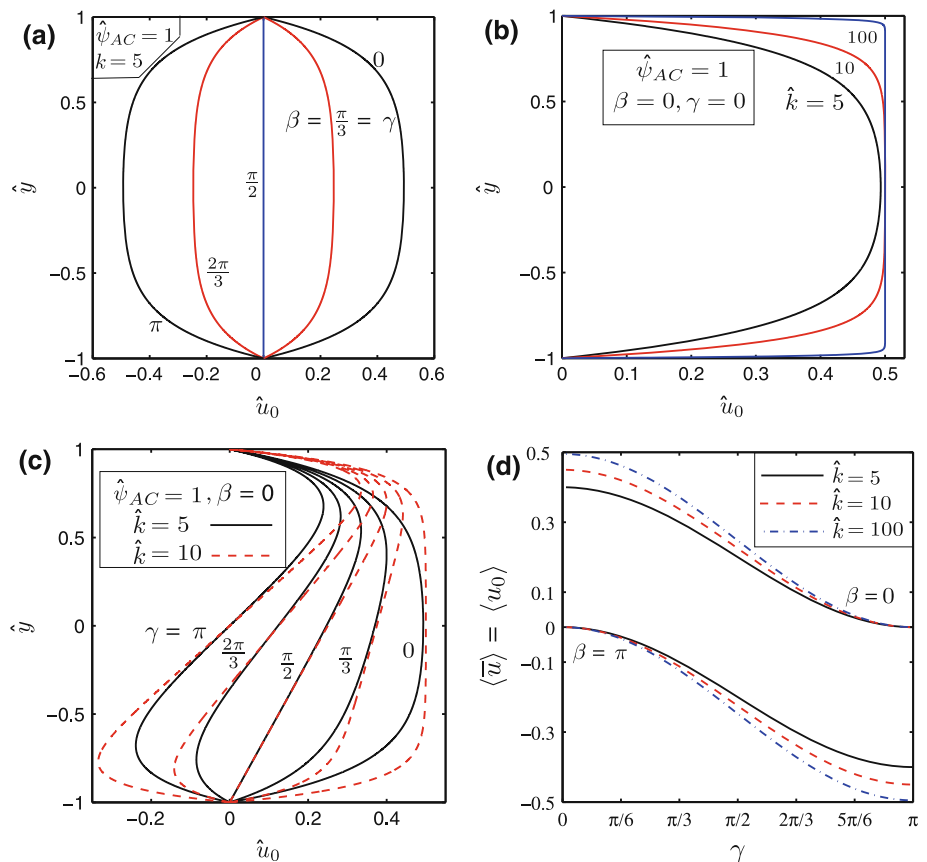 (a)
ψ̂_AC = 1
k = 5
0
β = π/3 = γ
π/2
2π/3
π
1
0.5
0
−0.5
−1
ŷ
−0.6 −0.4 −0.2 0 0.2 0.4 0.6
û₀
(b)
100
10
k̂ = 5
ψ̂_AC = 1
β = 0, γ = 0
1
0.5
0
−0.5
−1
ŷ
0 0.1 0.2 0.3 0.4 0.5
û₀
(c)
ψ̂_AC = 1 , β = 0
k̂ = 5
k̂ = 10
γ = π
2π/3
π/2
π/3
0
1
0.5
0
−0.5
−1
ŷ
−0.2 0 0.2 0.4
û₀
(d)
k̂ = 5
k̂ = 10
k̂ = 100
β = 0
β = π
0.5
0.3
0.1
0
−0.1
−0.3
−0.5
⟨u̅⟩ = ⟨u₀⟩
0 π/6 π/3 π/2 2π/3 5π/6 π
γ